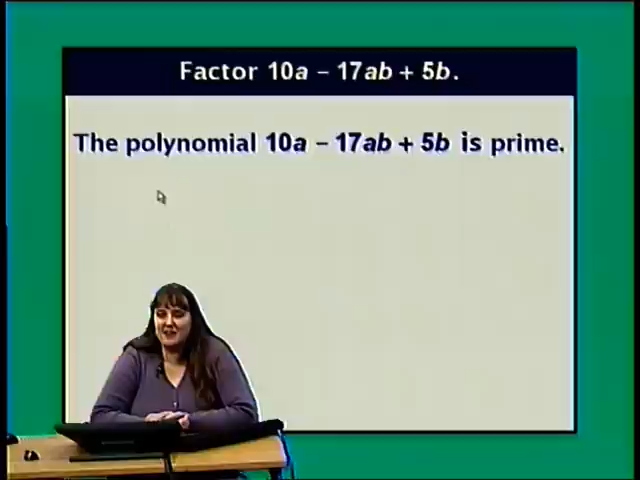 Factor 10a – 17ab + 5b.
The polynomial 10a – 17ab + 5b is prime.